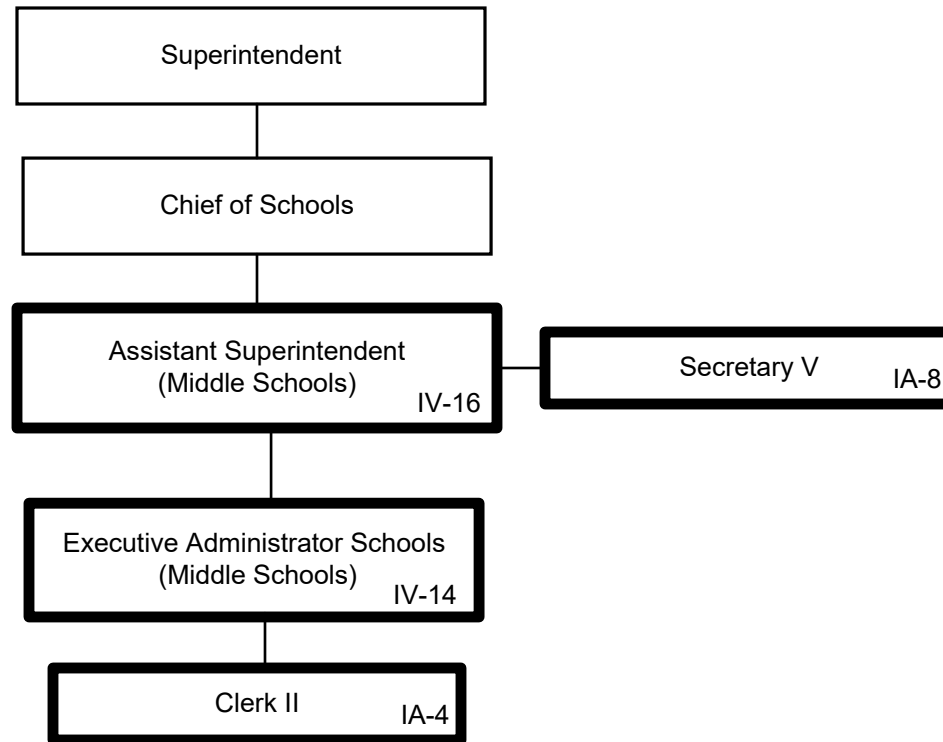 Superintendent
Chief of Schools
Assistant Superintendent
(Middle Schools)
IV-16
Secretary V
IA-8
Executive Administrator Schools
(Middle Schools)
IV-14
Clerk II
IA-4